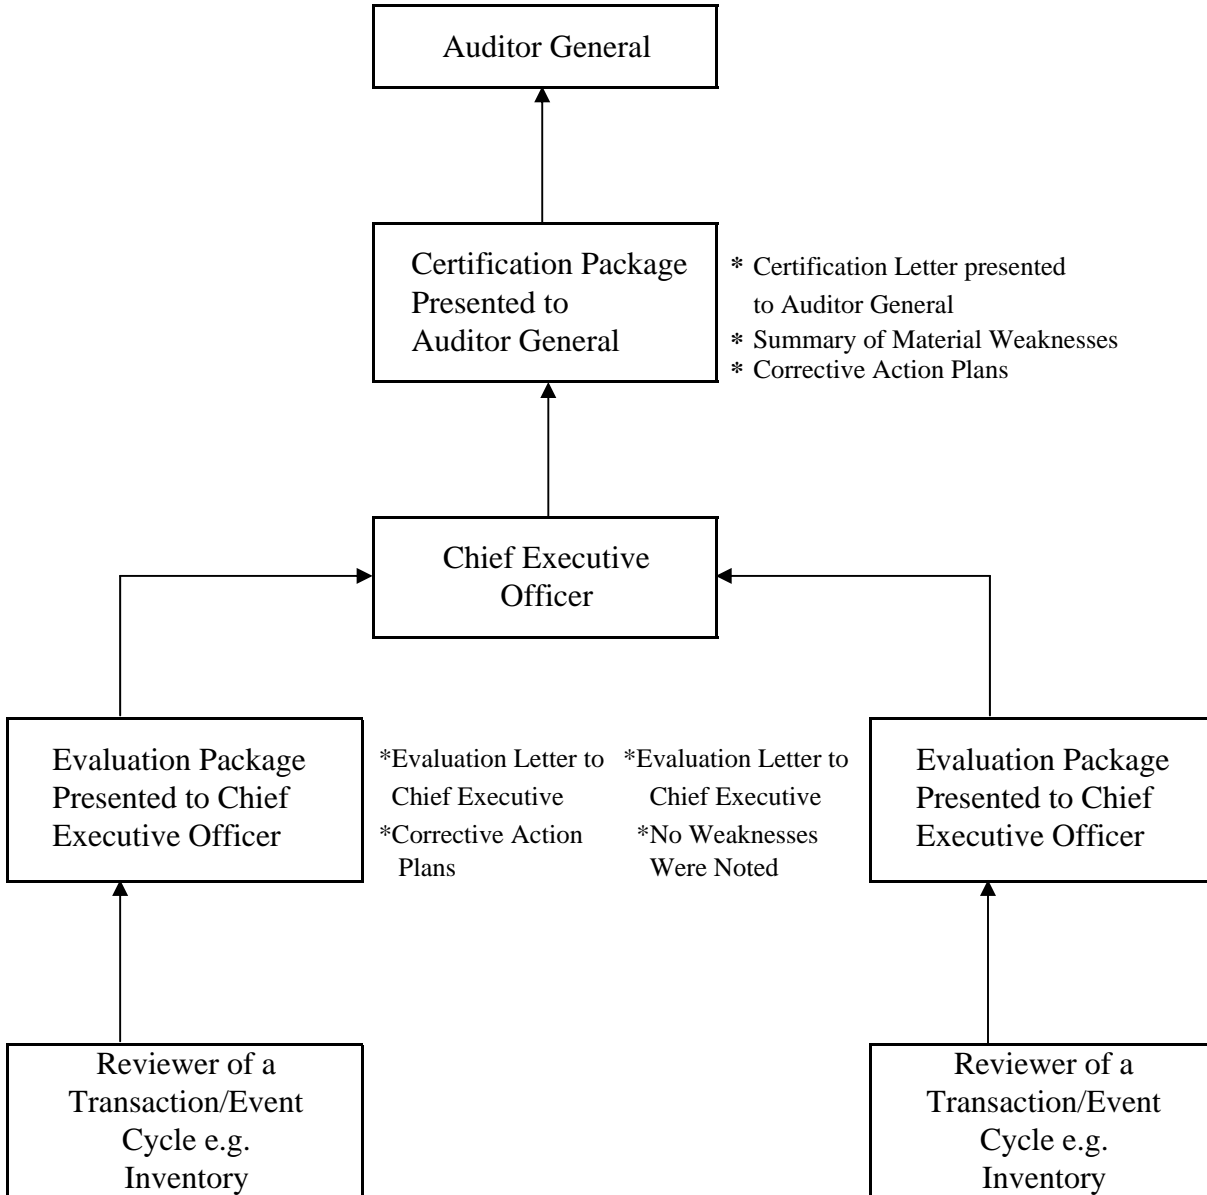 Auditor General
Certification Package
Presented to
Auditor General
* Certification Letter presented
to Auditor General
* Summary of Material Weaknesses
* Corrective Action Plans
Chief Executive
Officer
Evaluation Package
Presented to Chief
Executive Officer
*Evaluation Letter to
Chief Executive
*Corrective Action
Plans
*Evaluation Letter to
Chief Executive
*No Weaknesses
Were Noted
Evaluation Package
Presented to Chief
Executive Officer
Reviewer of a
Transaction/Event
Cycle e.g.
Inventory
Reviewer of a
Transaction/Event
Cycle e.g.
Inventory